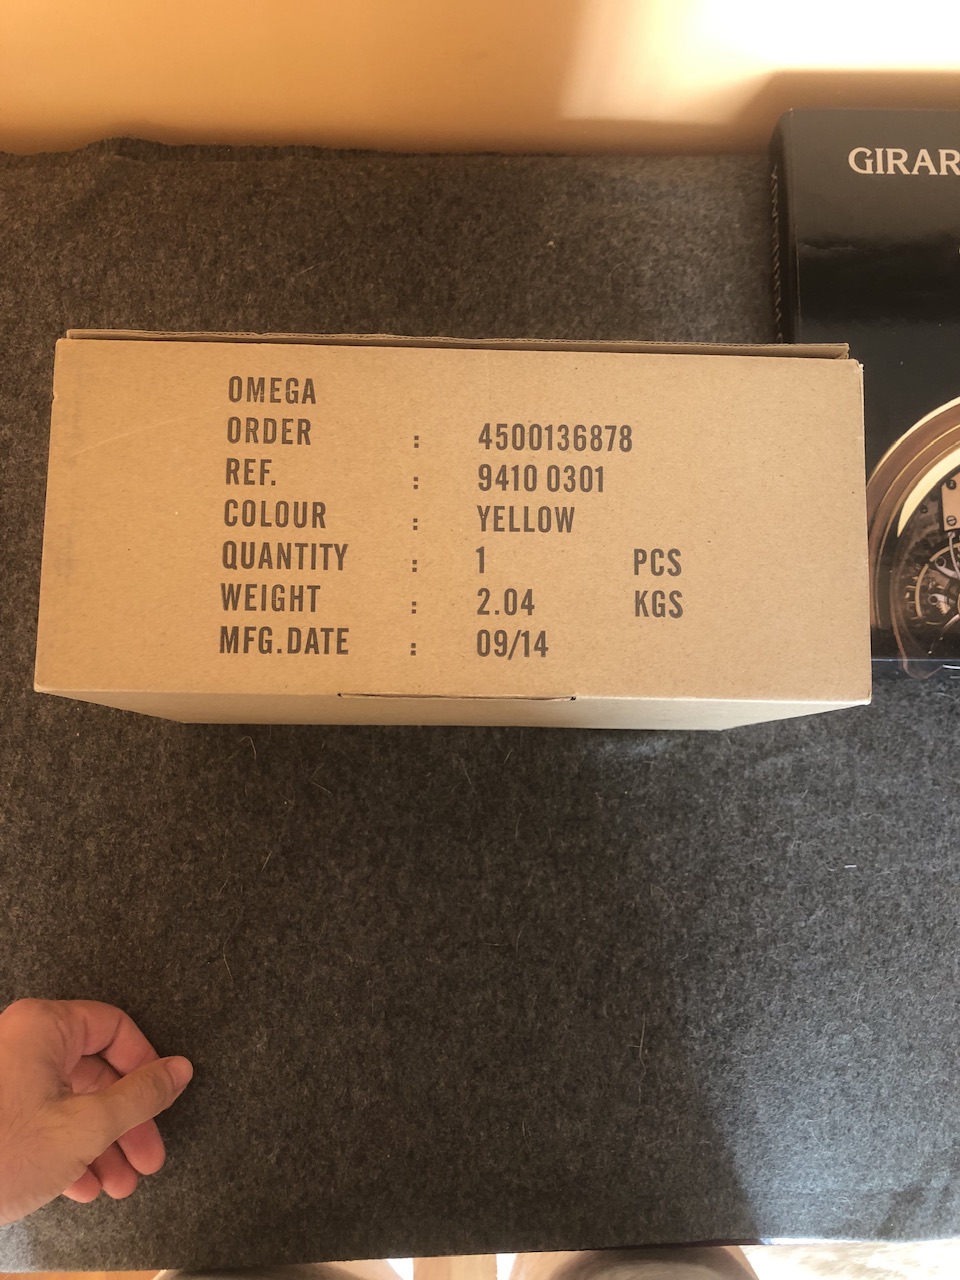 GIRAR
OMEGA
ORDER : 4500136878
REF. : 9410 0301
COLOUR : YELLOW
QUANTITY : 1 PCS
WEIGHT : 2.04 KGS
MFG.DATE : 09/14